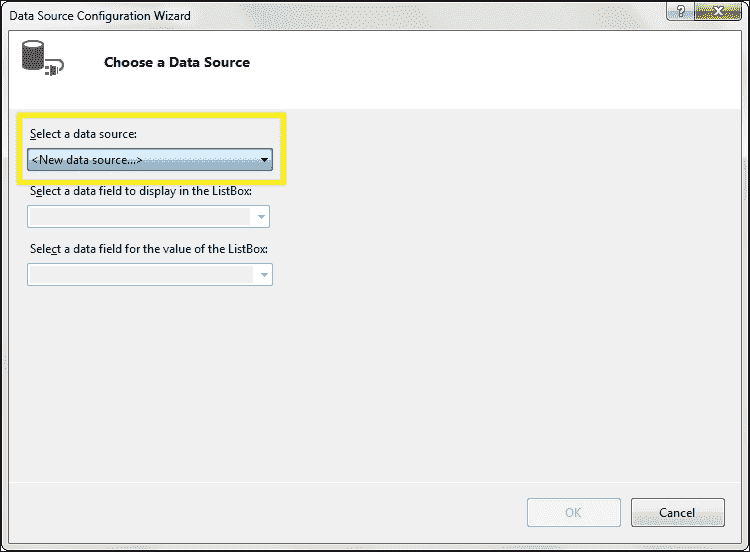 Data Source Configuration Wizard
?
Choose a Data Source
Select a data source:
<New data source...>
Select a data field to display in the ListBox:
Select a data field for the value of the ListBox:
OK
Cancel